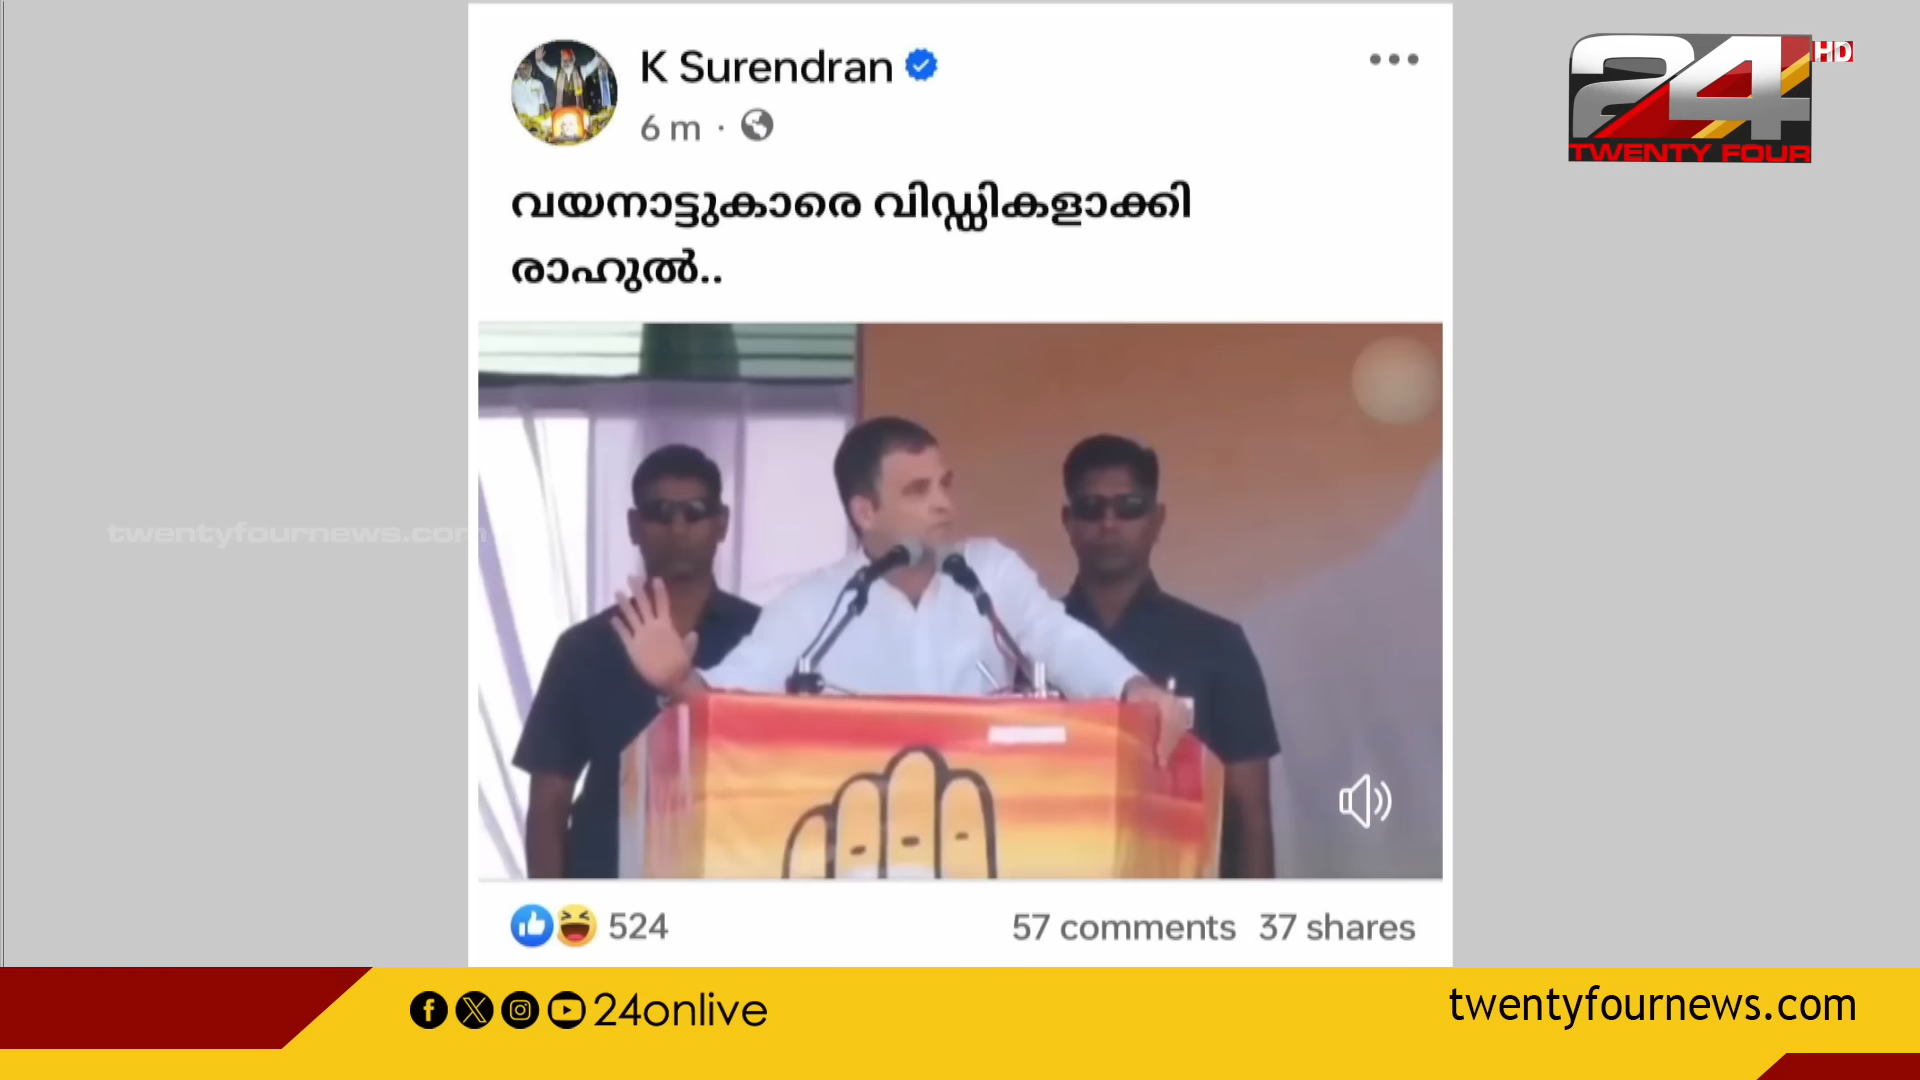 K Surendran
24 HD
TWENTY FOUR
6 m ·
വയനാട്ടുകാരെ വിഡ്ഢികളാക്കി
രാഹുൽ..
twentyfournews.com
524 57 comments 37 shares
24onlive
twentyfournews.com